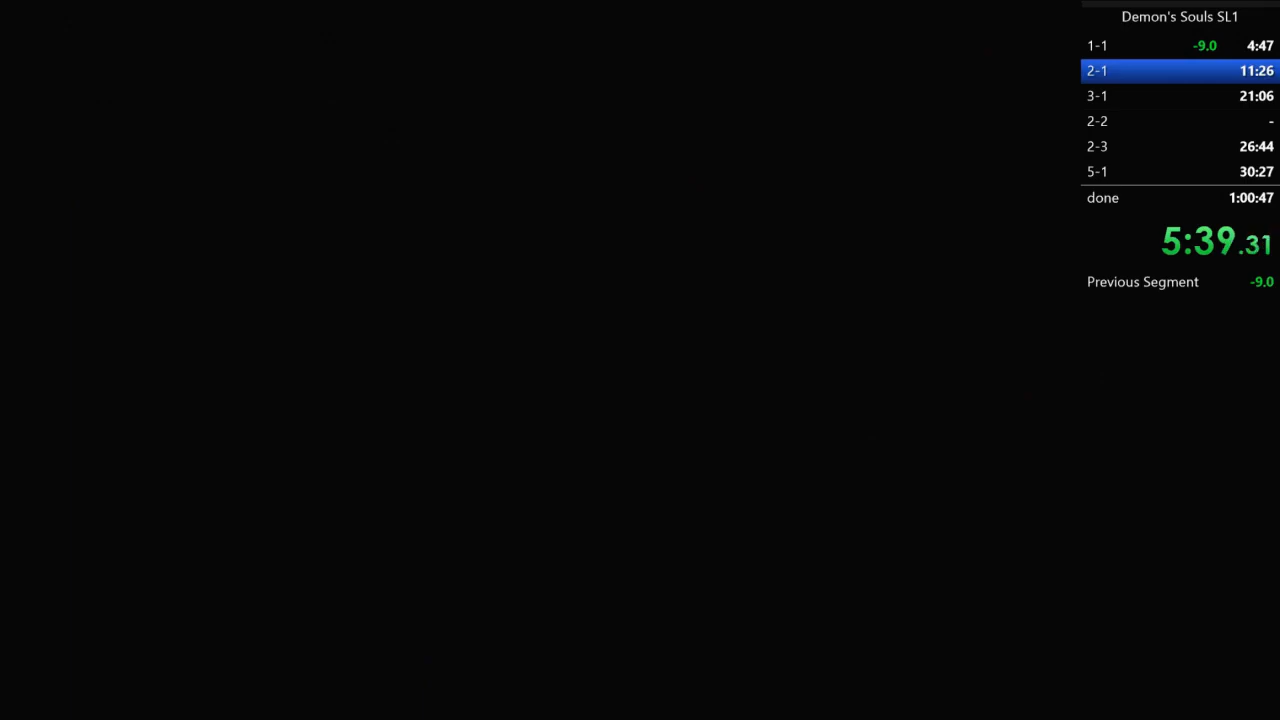 Demon's Souls SL1
1-1 -9.0 4:47
2-1 11:26
3-1 21:06
2-2 -
2-3 26:44
5-1 30:27
done 1:00:47
5:39.31
Previous Segment -9.0